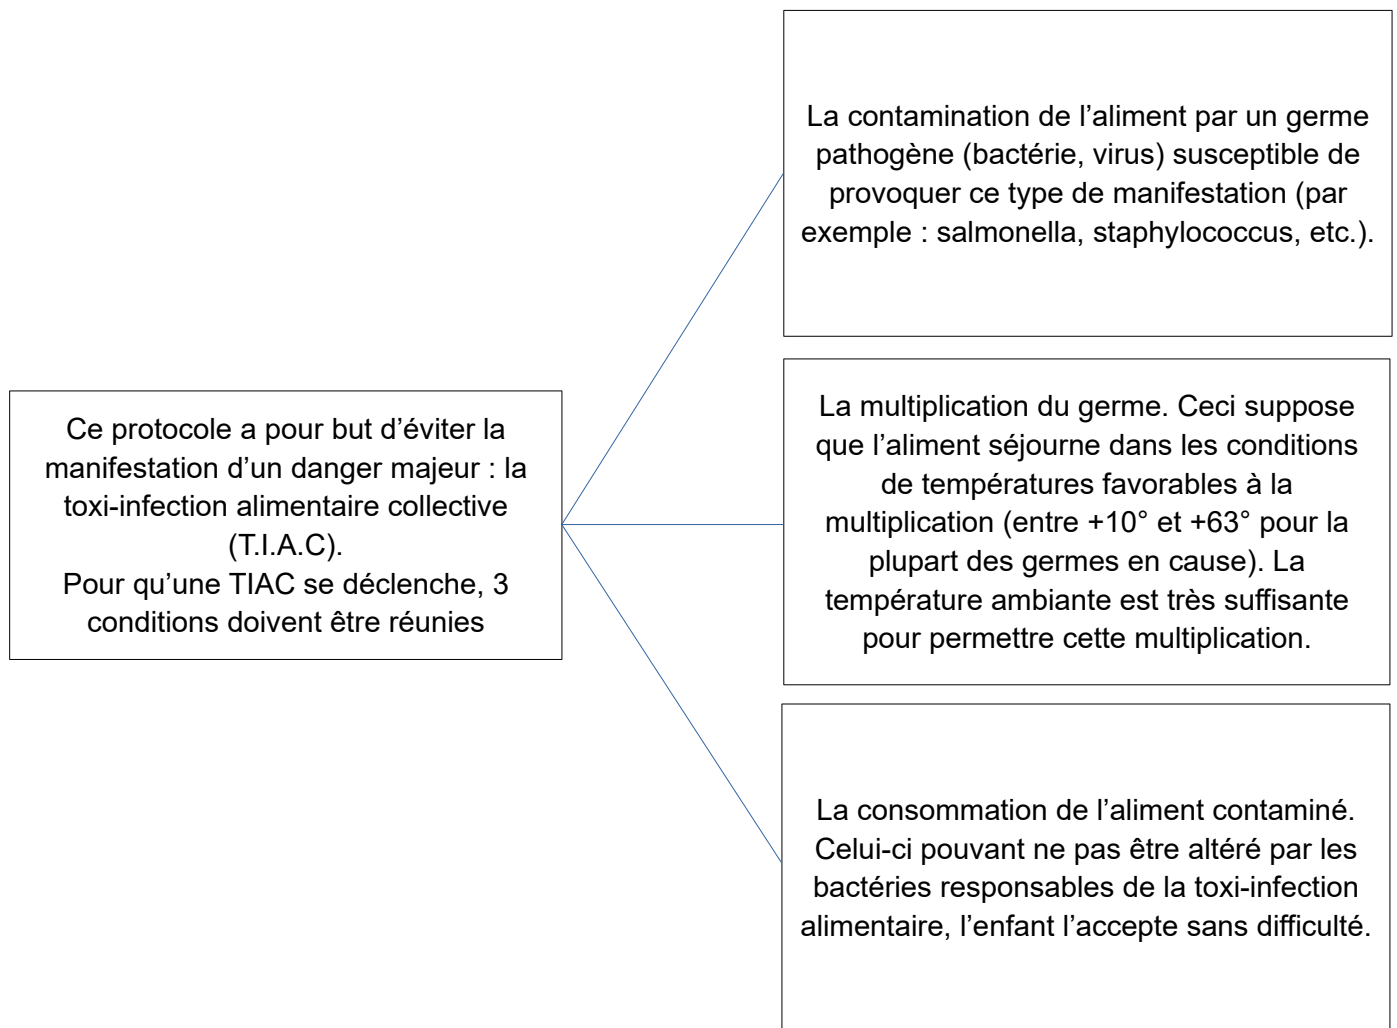 Ce protocole a pour but d’éviter la
manifestation d’un danger majeur : la
toxi-infection alimentaire collective
(T.I.A.C).
Pour qu’une TIAC se déclenche, 3
conditions doivent être réunies
La contamination de l’aliment par un germe
pathogène (bactérie, virus) susceptible de
provoquer ce type de manifestation (par
exemple : salmonella, staphylococcus, etc.).
La multiplication du germe. Ceci suppose
que l’aliment séjourne dans les conditions
de températures favorables à la
multiplication (entre +10° et +63° pour la
plupart des germes en cause). La
température ambiante est très suffisante
pour permettre cette multiplication.
La consommation de l’aliment contaminé.
Celui-ci pouvant ne pas être altéré par les
bactéries responsables de la toxi-infection
alimentaire, l’enfant l’accepte sans difficulté.